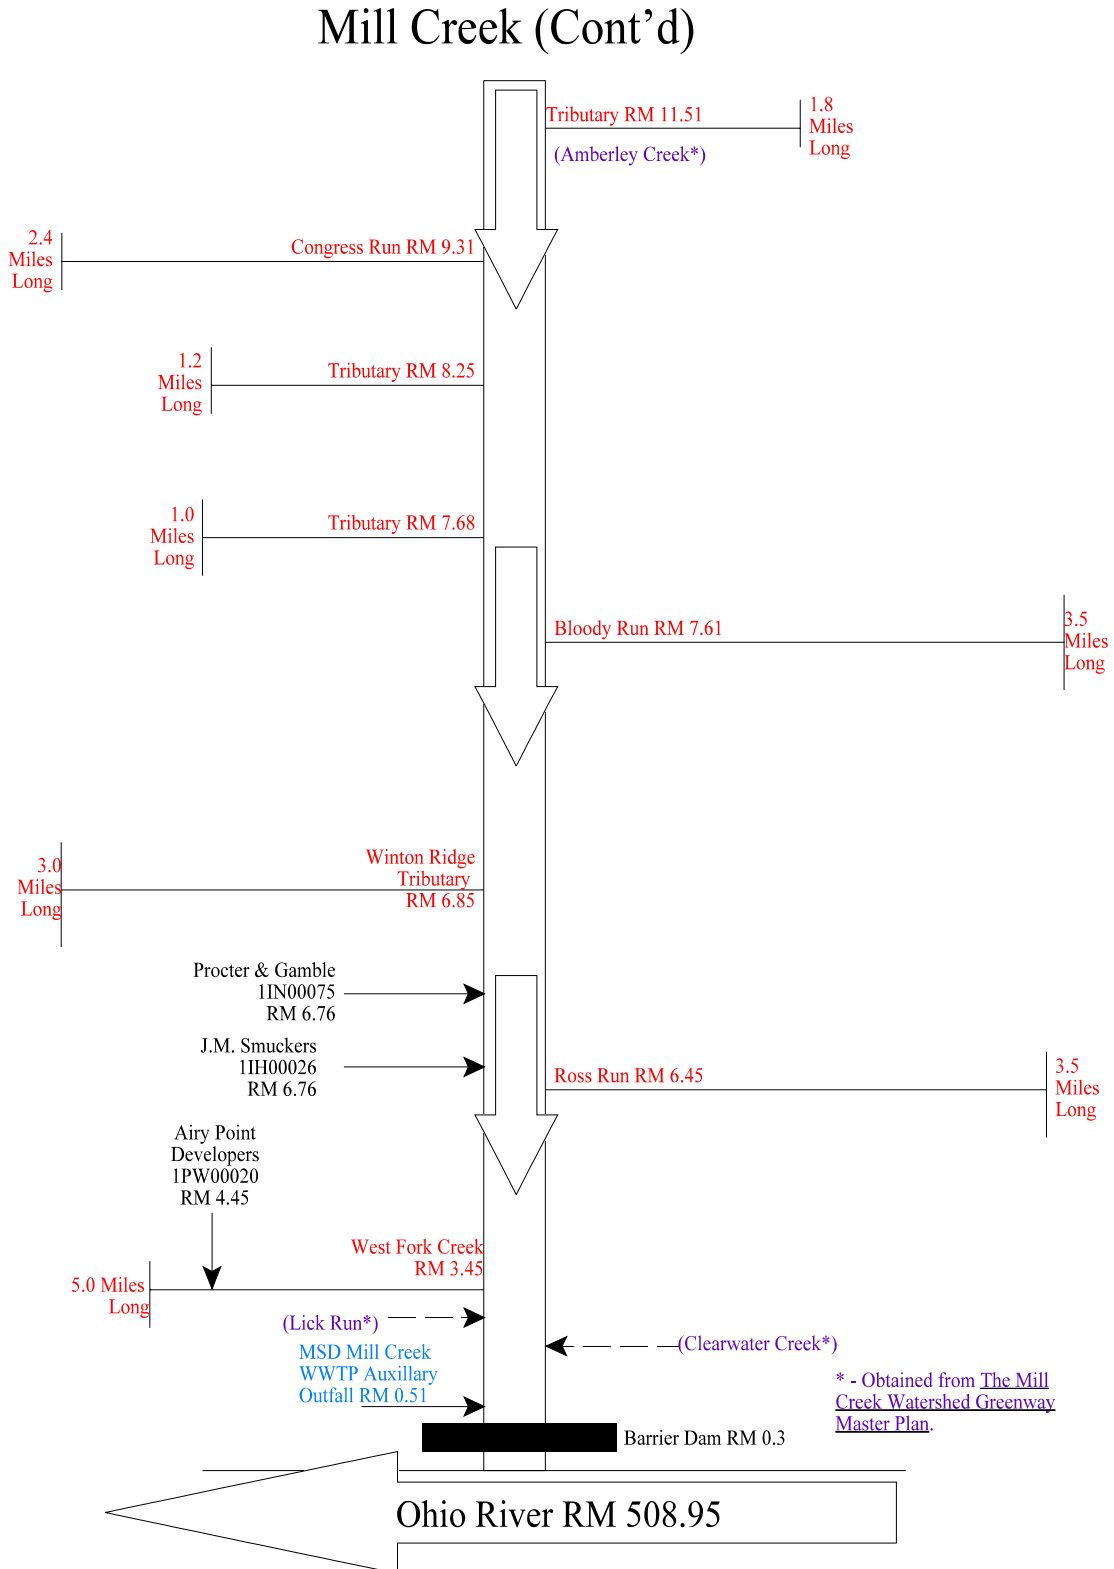 Mill Creek (Cont'd)
Tributary RM 11.51
1.8
Miles
Long
(Amberley Creek*)
2.4
Miles
Long
Congress Run RM 9.31
1.2
Miles
Long
Tributary RM 8.25
1.0
Miles
Long
Tributary RM 7.68
Bloody Run RM 7.61
3.5
Miles
Long
3.0
Miles
Long
Winton Ridge
Tributary
RM 6.85
Procter & Gamble
1IN00075
RM 6.76
J.M. Smuckers
1IH00026
RM 6.76
Ross Run RM 6.45
3.5
Miles
Long
Airy Point
Developers
1PW00020
RM 4.45
West Fork Creek
RM 3.45
5.0 Miles
Long
(Lick Run*)
(Clearwater Creek*)
MSD Mill Creek
WWTP Auxillary
Outfall RM 0.51
* - Obtained from The Mill
Creek Watershed Greenway
Master Plan.
Barrier Dam RM 0.3
Ohio River RM 508.95